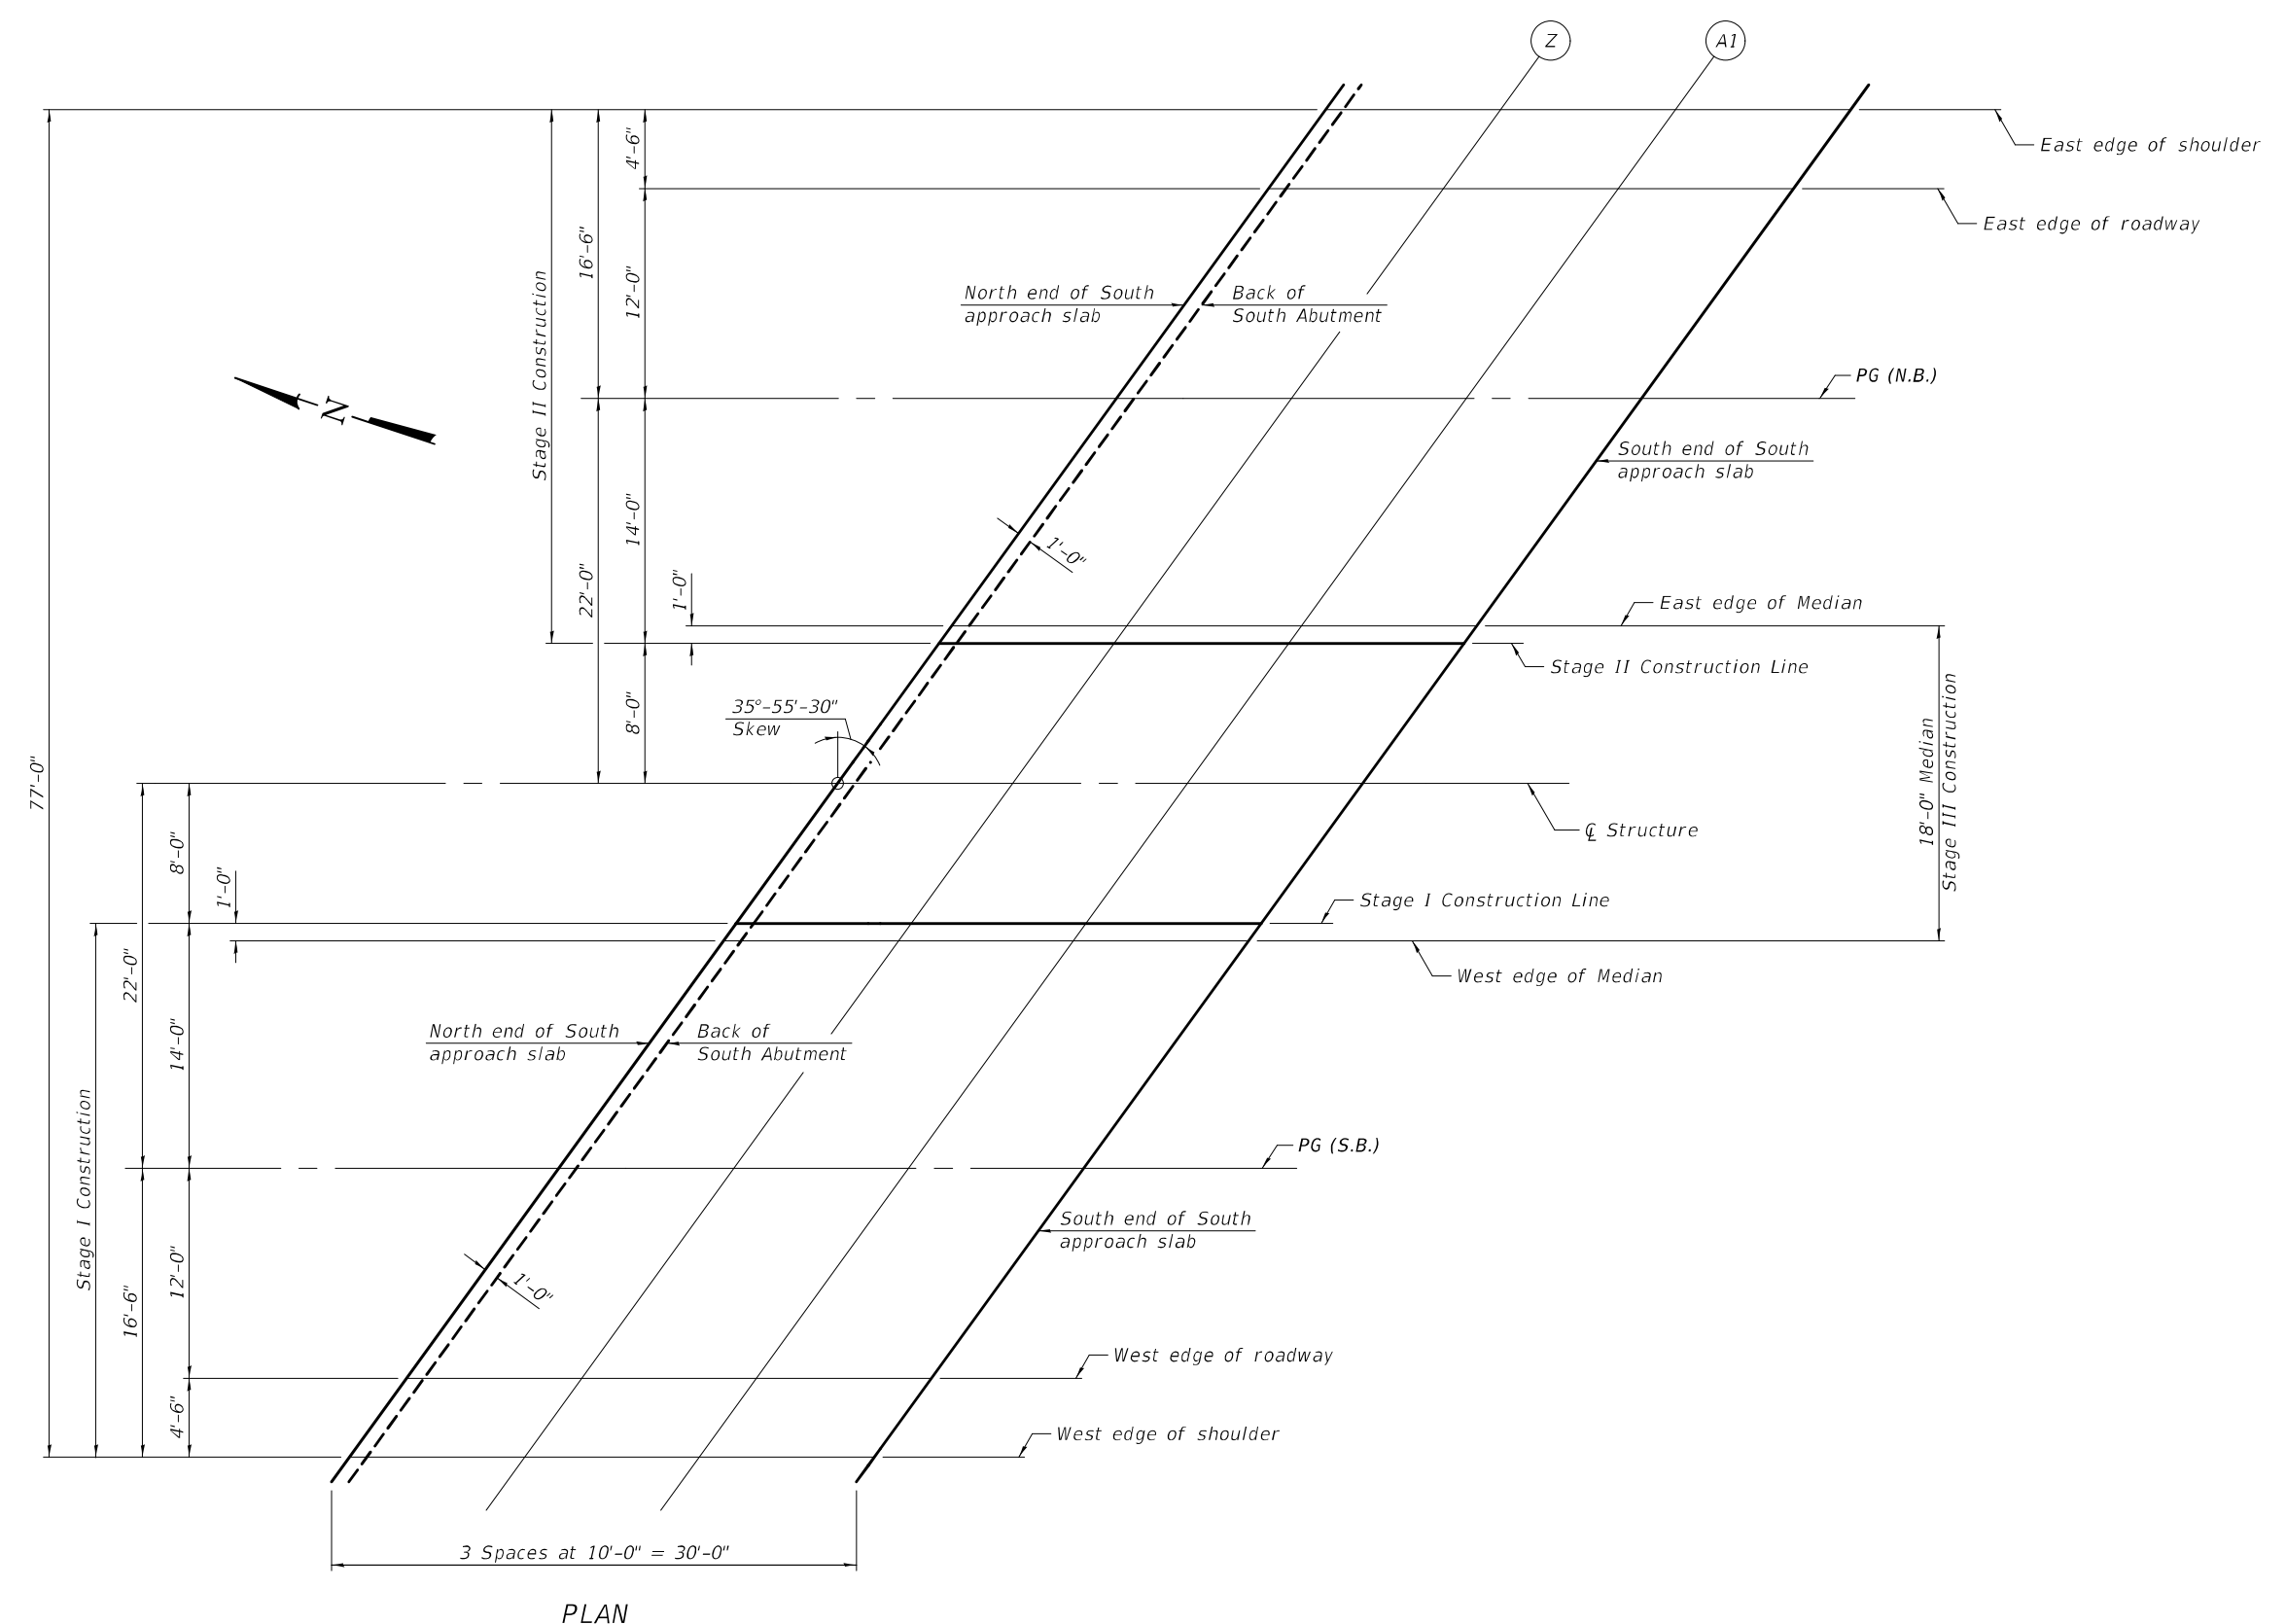 Z
A1
East edge of shoulder
4'-6"
East edge of roadway
16'-6"
12'-0"
Stage II Construction
North end of South
approach slab
Back of
South Abutment
PG (N.B.)
N
South end of South
approach slab
14'-0"
22'-0"
1'-0"
1'-0"
East edge of Median
Stage II Construction Line
8'-0"
35°-55'-30"
Skew
18'-0" Median
Stage III Construction
77'-0"
℄ Structure
8'-0"
1'-0"
Stage I Construction Line
West edge of Median
22'-0"
14'-0"
North end of South
approach slab
Back of
South Abutment
Stage I Construction
PG (S.B.)
South end of South
approach slab
12'-0"
16'-6"
1'-0"
West edge of roadway
4'-6"
West edge of shoulder
3 Spaces at 10'-0" = 30'-0"
PLAN